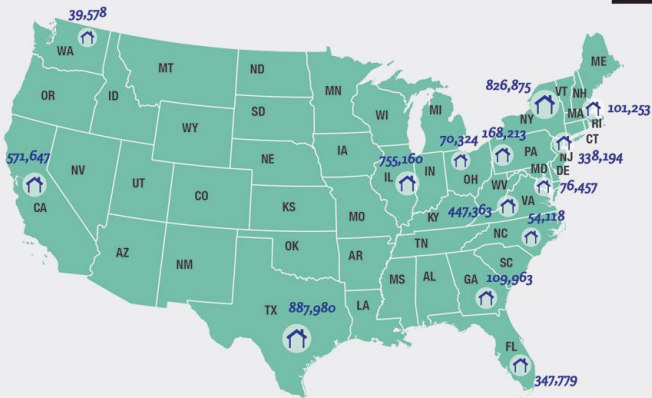 39,578
WA
MT
ND
MN
ME
VT
NH
826,875
OR
ID
SD
WI
MI
NY
MA
101,253
RI
CT
WY
IA
NE
70,324
168,213
PA
NJ
338,194
571,647
NV
UT
CO
755,160
IL
IN
OH
MD
DE
WV
76,457
CA
KS
MO
KY
447,363
VA
54,118
NC
TN
AZ
NM
OK
AR
SC
MS
AL
GA
109,963
TX
887,980
LA
FL
347,779